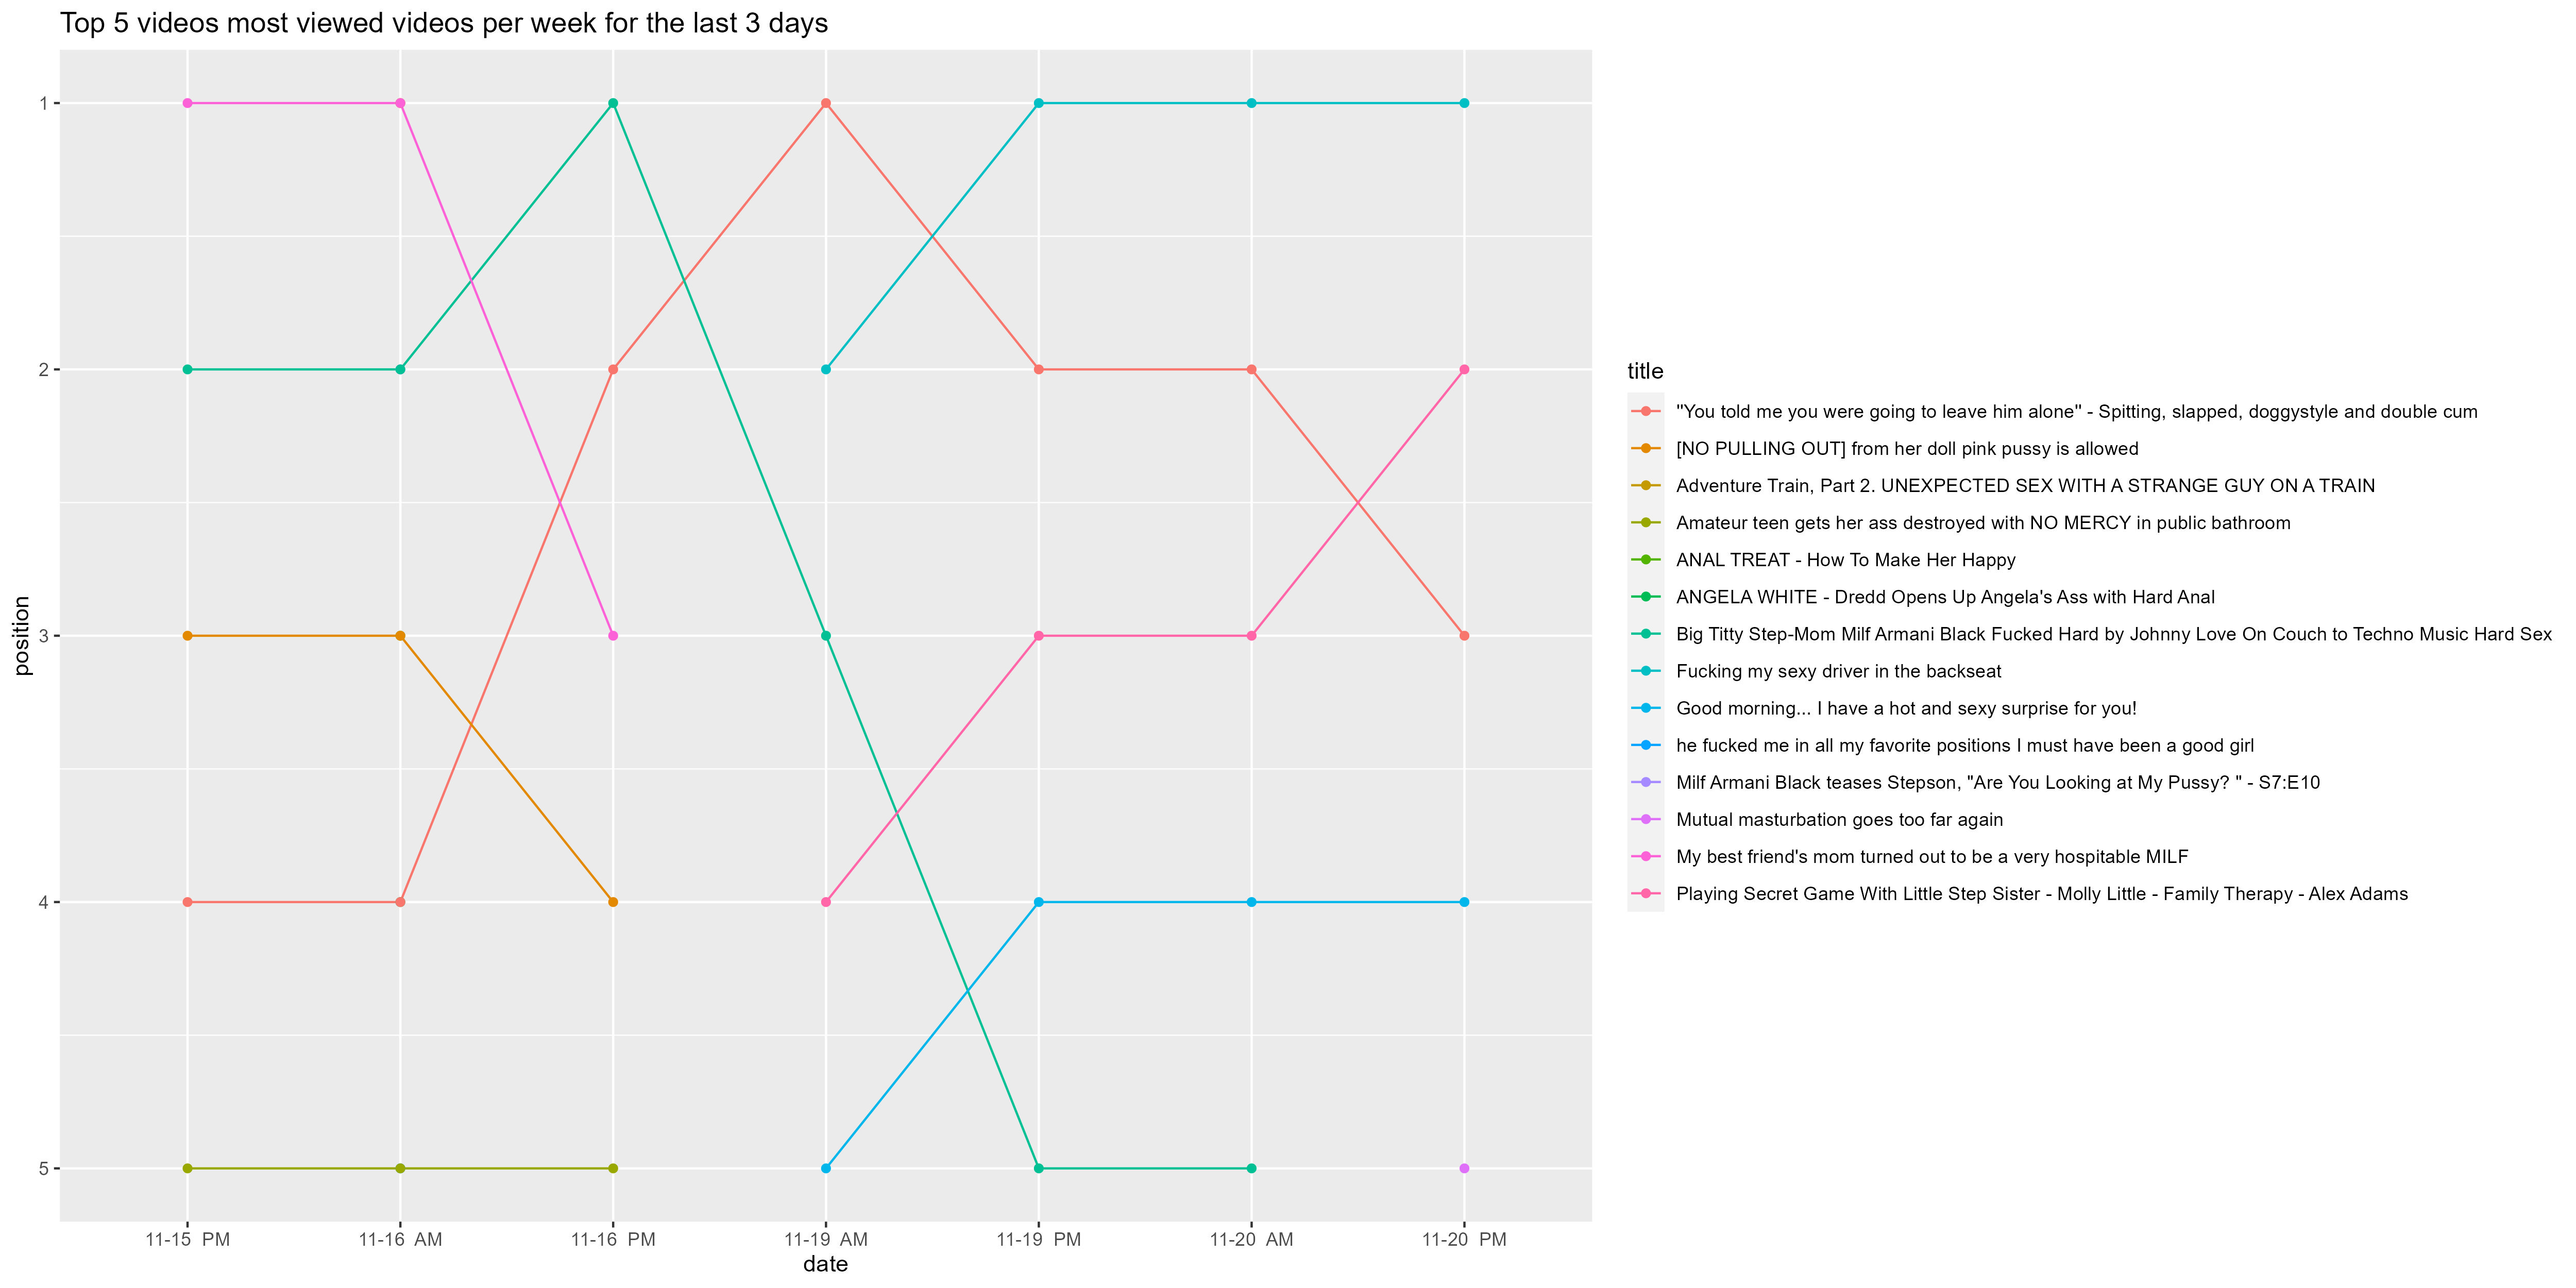 Top 5 videos most viewed videos per week for the last 3 days
position
1
2
3
4
5
11-15 PM
11-16 AM
11-16 PM
11-19 AM
11-19 PM
11-20 AM
11-20 PM
date
title
"You told me you were going to leave him alone" - Spitting, slapped, doggystyle and double cum
[NO PULLING OUT] from her doll pink pussy is allowed
Adventure Train, Part 2. UNEXPECTED SEX WITH A STRANGE GUY ON A TRAIN
Amateur teen gets her ass destroyed with NO MERCY in public bathroom
ANAL TREAT - How To Make Her Happy
ANGELA WHITE - Dredd Opens Up Angela's Ass with Hard Anal
Big Titty Step-Mom Milf Armani Black Fucked Hard by Johnny Love On Couch to Techno Music Hard Sex
Fucking my sexy driver in the backseat
Good morning... I have a hot and sexy surprise for you!
he fucked me in all my favorite positions I must have been a good girl
Milf Armani Black teases Stepson, "Are You Looking at My Pussy? " - S7:E10
Mutual masturbation goes too far again
My best friend's mom turned out to be a very hospitable MILF
Playing Secret Game With Little Step Sister - Molly Little - Family Therapy - Alex Adams